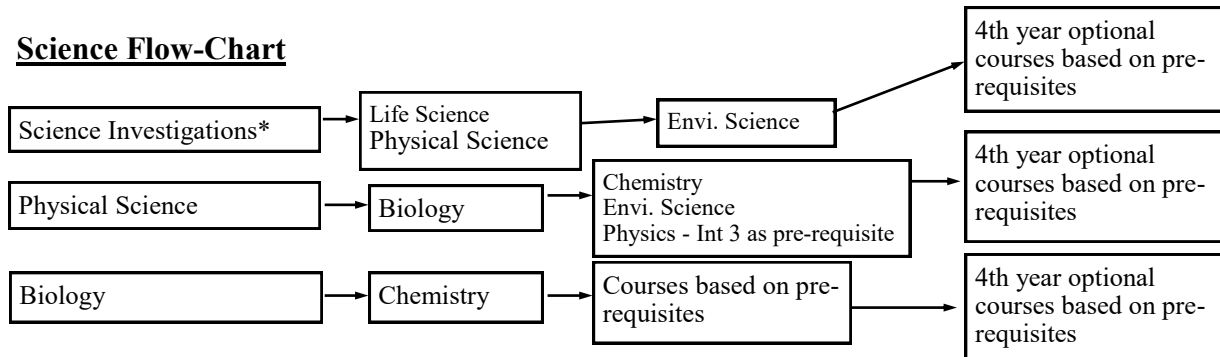 Science Flow-Chart
Science Investigations*
Life Science
Physical Science
Envi. Science
4th year optional
courses based on pre-
requisites
Physical Science
Biology
Chemistry
Envi. Science
Physics - Int 3 as pre-requisite
4th year optional
courses based on pre-
requisites
Biology
Chemistry
Courses based on pre-
requisites
4th year optional
courses based on pre-
requisites